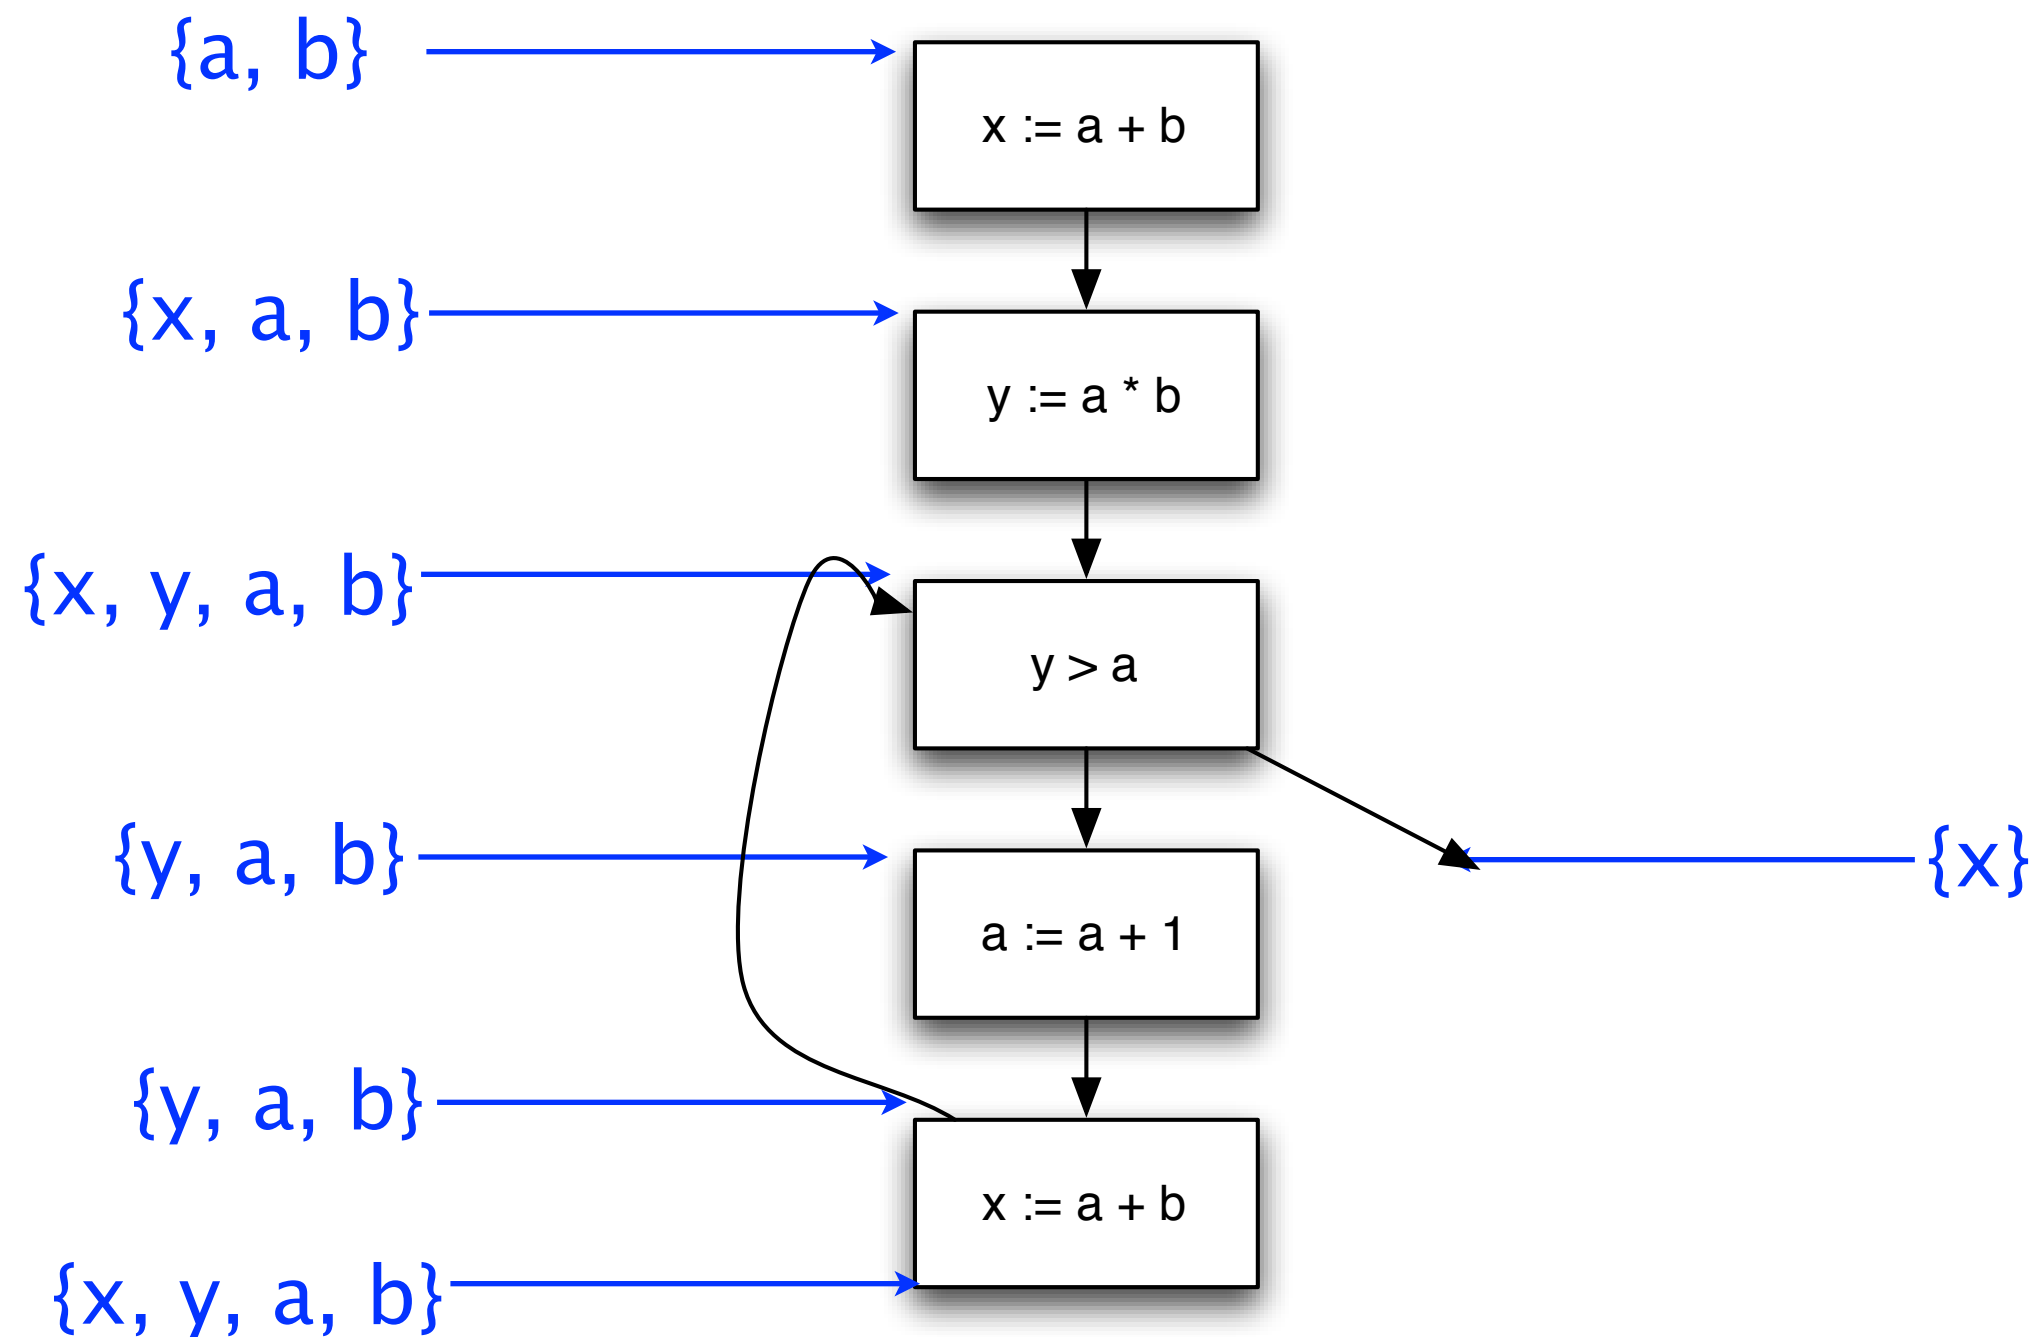 {a, b}
x := a + b
{x, a, b}
y := a * b
{x, y, a, b}
y > a
{y, a, b}
{x}
a := a + 1
{y, a, b}
x := a + b
{x, y, a, b}